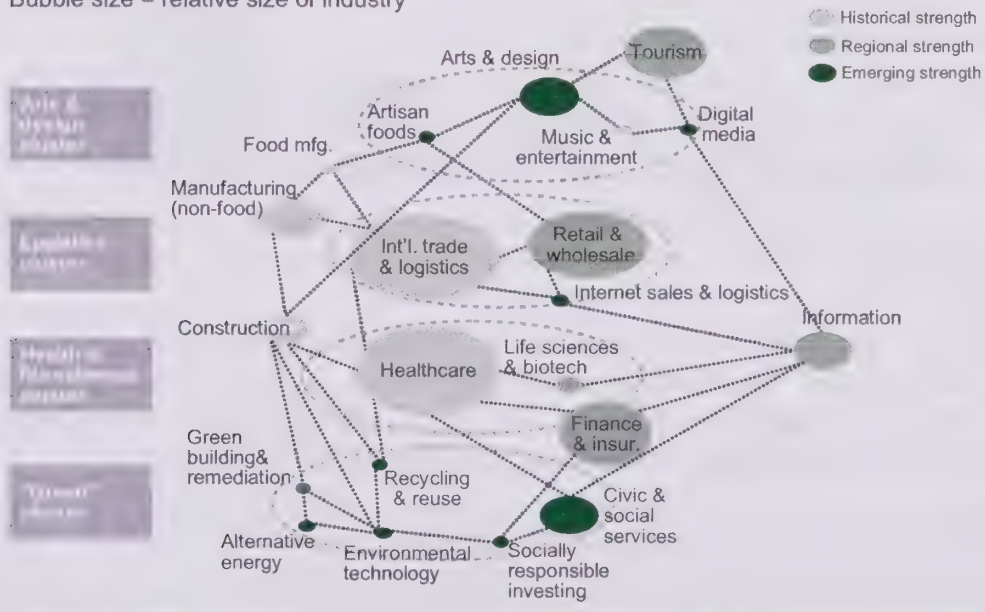 Bubble size = relative size of industry
Historical strength
Regional strength
Emerging strength
Tourism
Arts & design
Artisan
foods
Digital
media
Music &
entertainment
Food mfg.
Manufacturing
(non-food)
Int'l. trade
& logistics
Retail &
wholesale
Internet sales & logistics
Construction
Information
Healthcare
Life sciences
& biotech
Finance
& insur.
Green
building&
remediation
Recycling
& reuse
Civic &
social
services
Alternative
energy
Environmental
technology
Socially
responsible
investing